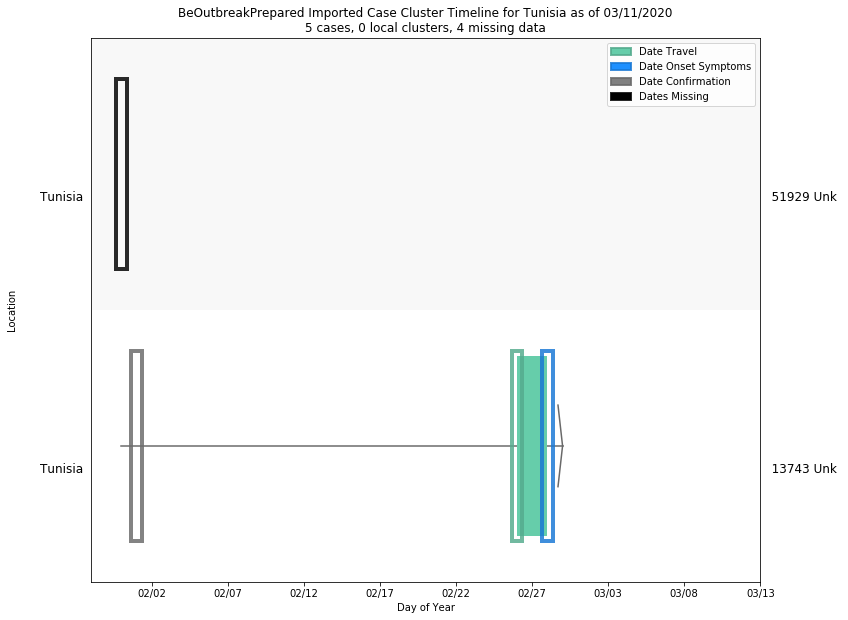 BeOutbreakPrepared Imported Case Cluster Timeline for Tunisia as of 03/11/2020
5 cases, 0 local clusters, 4 missing data
Date Travel
Date Onset Symptoms
Date Confirmation
Dates Missing
Tunisia
51929 Unk
Location
Tunisia
13743 Unk
02/02
02/07
02/12
02/17
02/22
02/27
03/03
03/08
03/13
Day of Year